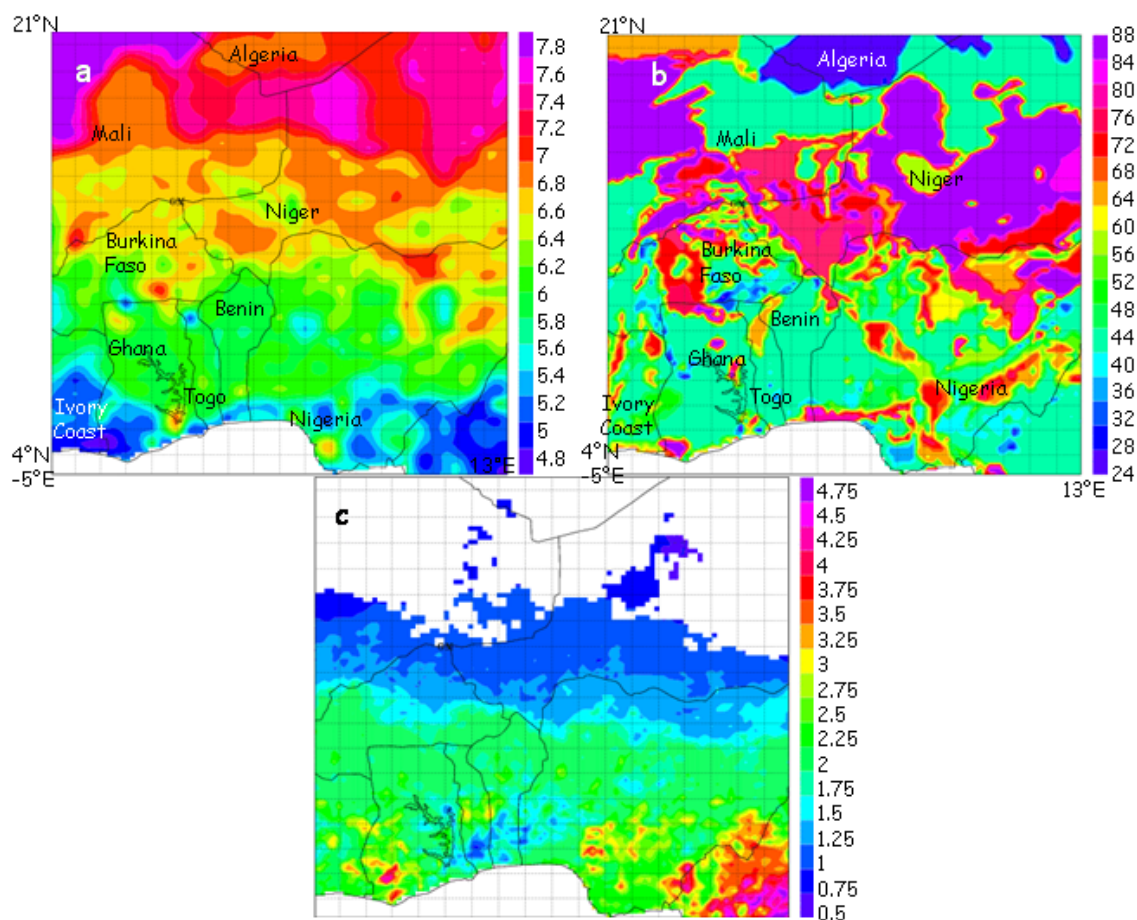 21°N
a
Algeria
Mali
Niger
Burkina
Faso
Benin
Ghana
Togo
Ivory
Coast
Nigeria
4°N
-5°E
13°E
7.8
7.6
7.4
7.2
7
6.8
6.6
6.4
6.2
6
5.8
5.6
5.4
5.2
5
4.8
21°N
b
Algeria
Mali
Niger
Burkina
Faso
Benin
Ghana
Togo
Nigeria
Ivory
Coast
4°N
-5°E
13°E
88
84
80
76
72
68
64
60
56
52
48
44
40
36
32
28
24
c
4.75
4.5
4.25
4
3.75
3.5
3.25
3
2.75
2.5
2.25
2
1.75
1.5
1.25
1
0.75
0.5